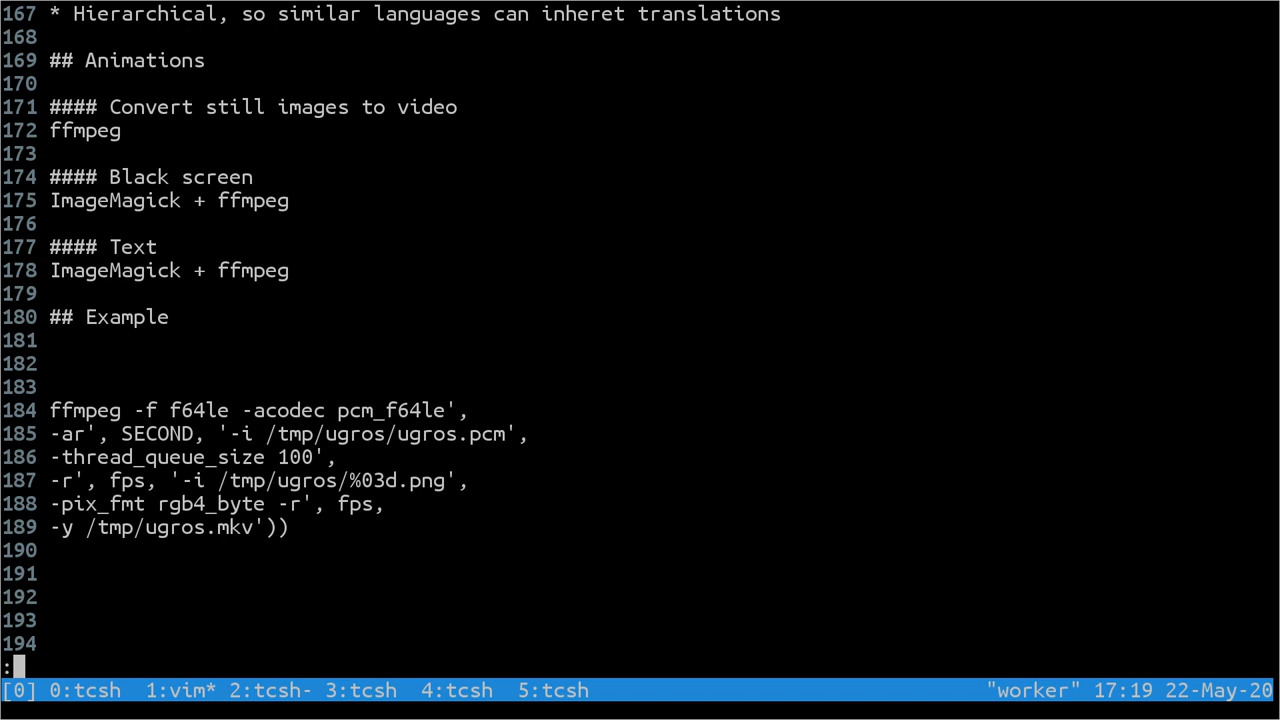 167 * Hierarchical, so similar languages can inheret translations
168
169 ## Animations
170
171 #### Convert still images to video
172 ffmpeg
173
174 #### Black screen
175 ImageMagick + ffmpeg
176
177 #### Text
178 ImageMagick + ffmpeg
179
180 ## Example
181
182
183
184 ffmpeg -f f64le -acodec pcm_f64le',
185 -ar', SECOND, '-i /tmp/ugros/ugros.pcm',
186 -thread_queue_size 100',
187 -r', fps, '-i /tmp/ugros/%03d.png',
188 -pix_fmt rgb4_byte -r', fps,
189 -y /tmp/ugros.mkv'))
190
191
192
193
194
:
[0] 0:tcsh  1:vim* 2:tcsh- 3:tcsh  4:tcsh  5:tcsh "worker" 17:19 22-May-20